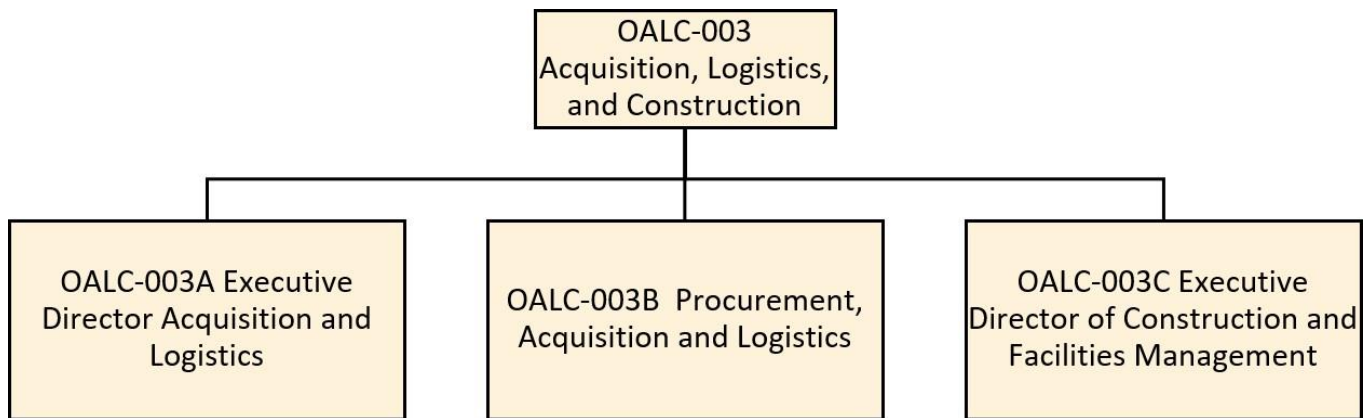 OALC-003
Acquisition, Logistics,
and Construction
OALC-003A Executive
Director Acquisition and
Logistics
OALC-003B  Procurement,
Acquisition and Logistics
OALC-003C Executive
Director of Construction and
Facilities Management